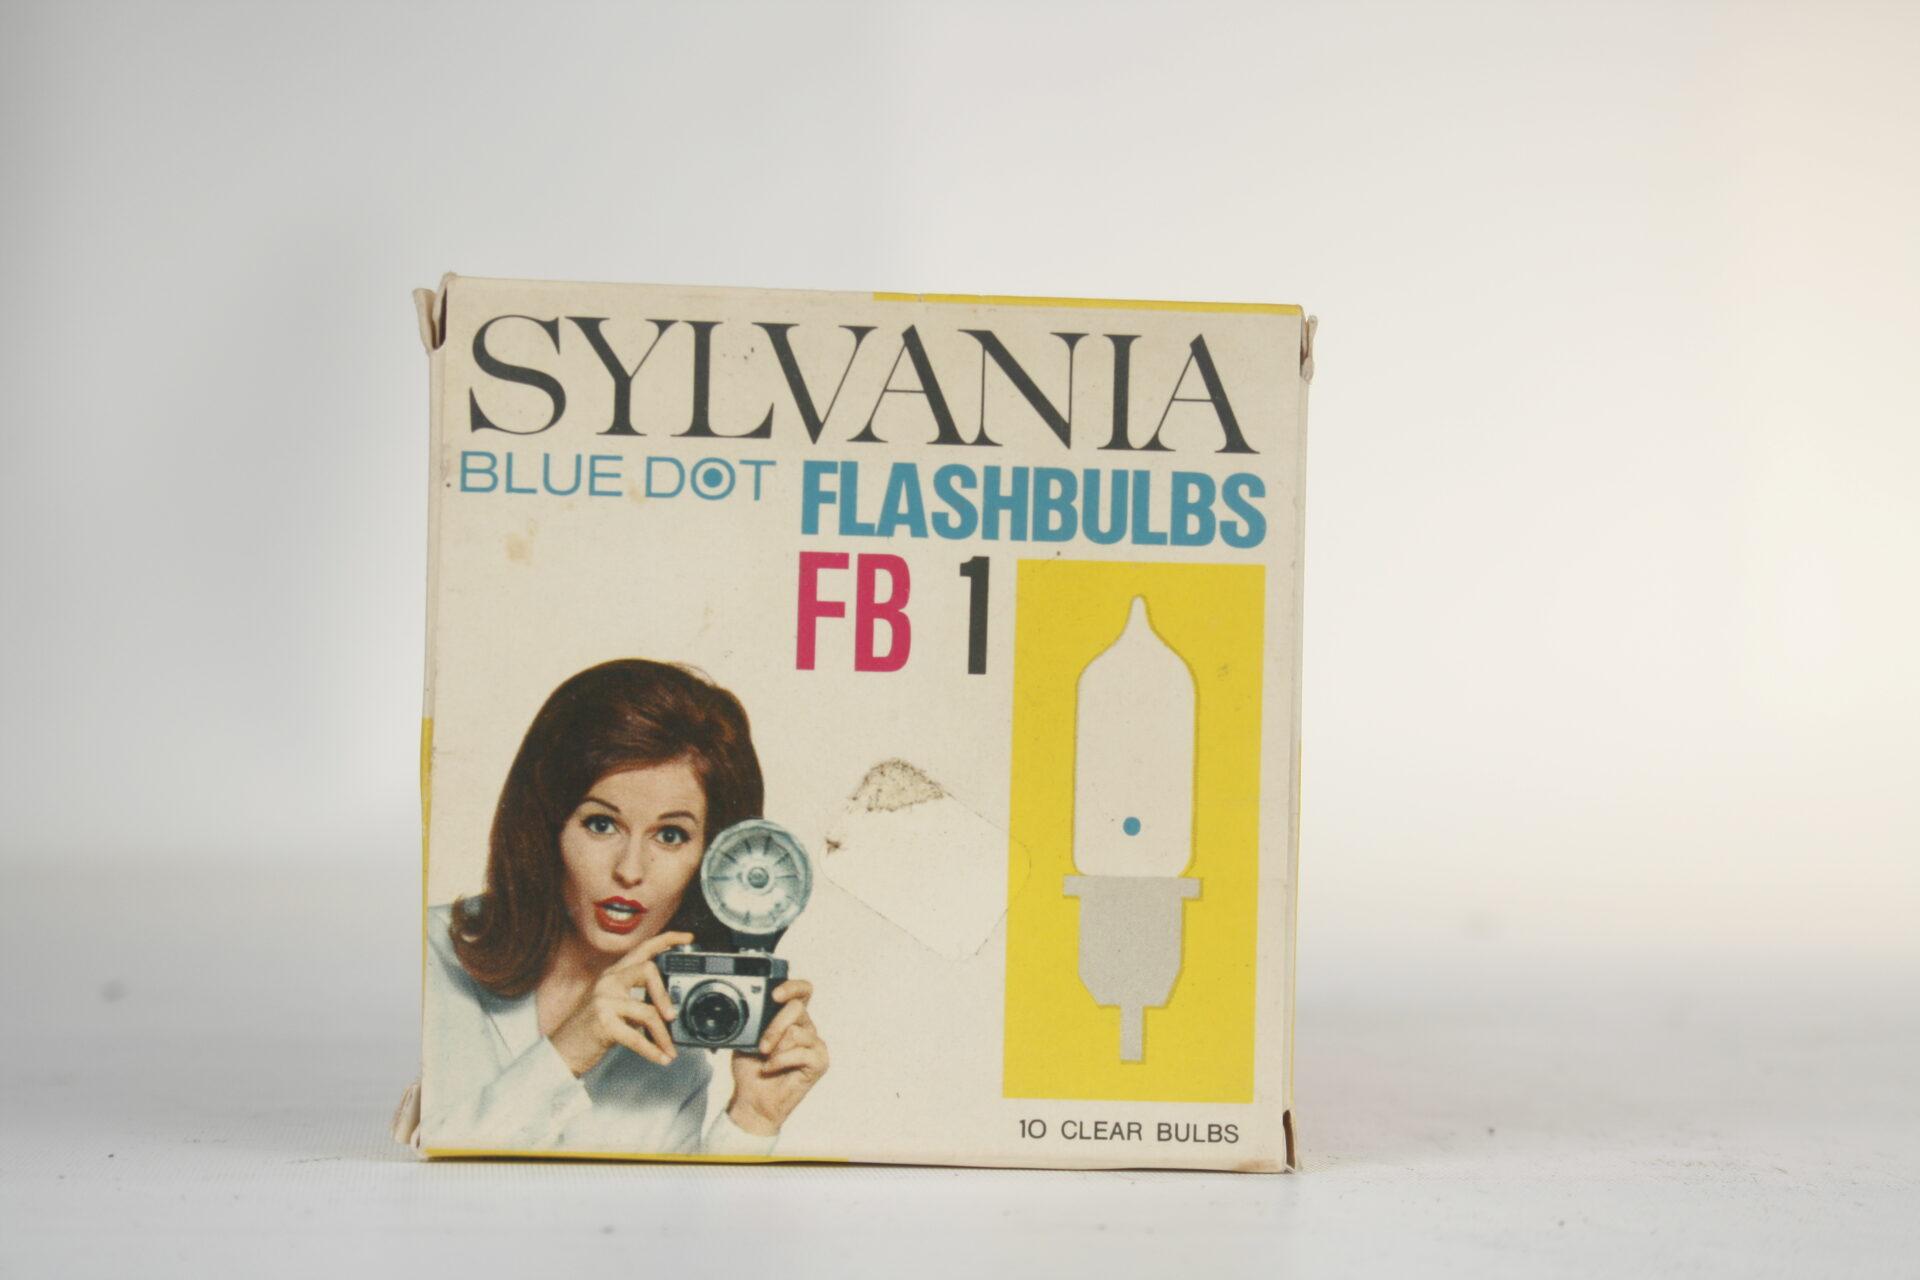 SYLVANIA
BLUE DOT FLASHBULBS
FB 1
10 CLEAR BULBS